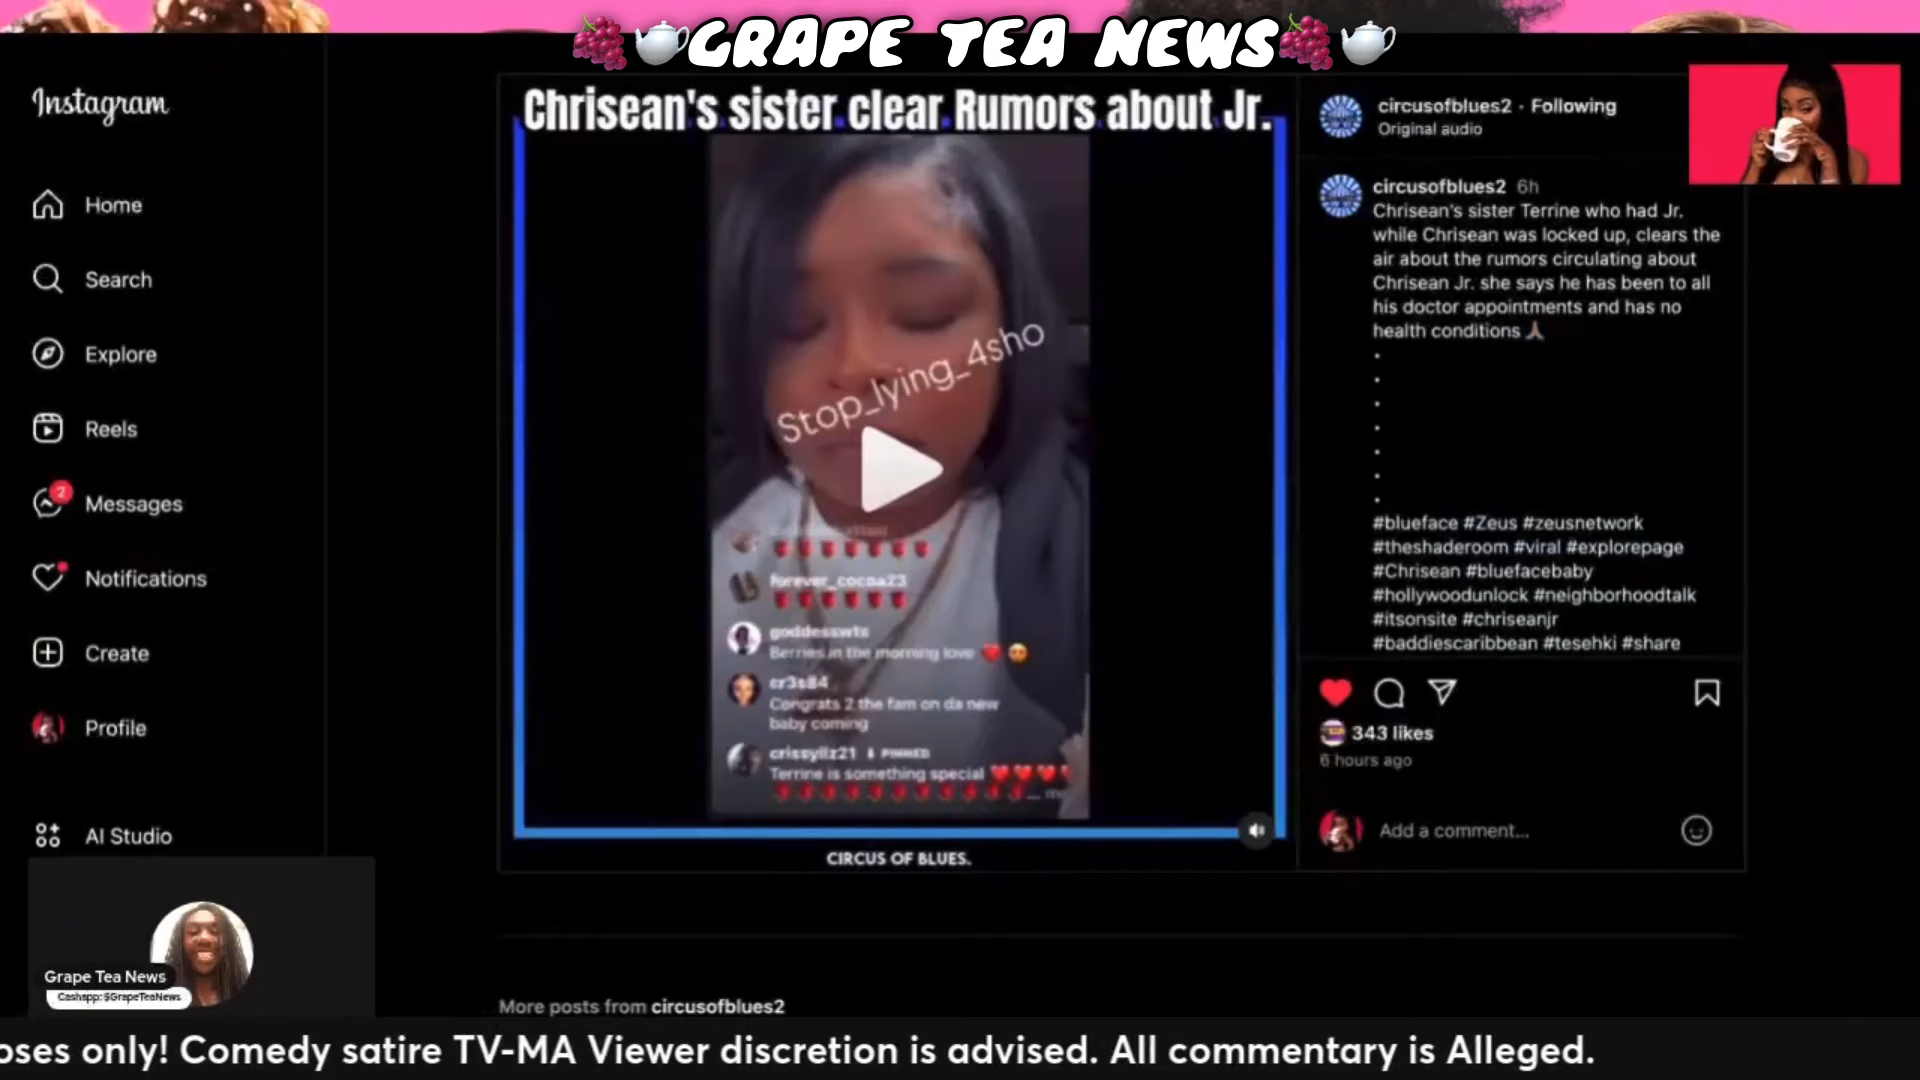 GRAPE TEA NEWS
Instagram
Home
Search
Explore
Reels
2
Messages
Notifications
Create
Profile
AI Studio
Chrisean's sister clear Rumors about Jr.
Stop_lying_4sho
forever_cocoa23
goddesswts
Berries in the morning love
cr3s84
Congrats 2 the fam on da new
baby coming
crissyliz21 PINNED
Terrine is something special
CIRCUS OF BLUES.
circusofblues2 • Following
Original audio
circusofblues2 6h
Chrisean's sister Terrine who had Jr.
while Chrisean was locked up, clears the
air about the rumors circulating about
Chrisean Jr. she says he has been to all
his doctor appointments and has no
health conditions 🙏🏾
.
.
.
.
.
.
.
#blueface #Zeus #zeusnetwork
#theshaderoom #viral #explorepage
#Chrisean #bluefacebaby
#hollywoodunlock #neighborhoodtalk
#itsonsite #chriseanjr
#baddiescaribbean #tesehki #share
343 likes
6 hours ago
Add a comment...
Grape Tea News
Cashapp: $GrapeTeaNews
More posts from circusofblues2
oses only! Comedy satire TV-MA Viewer discretion is advised. All commentary is Alleged.